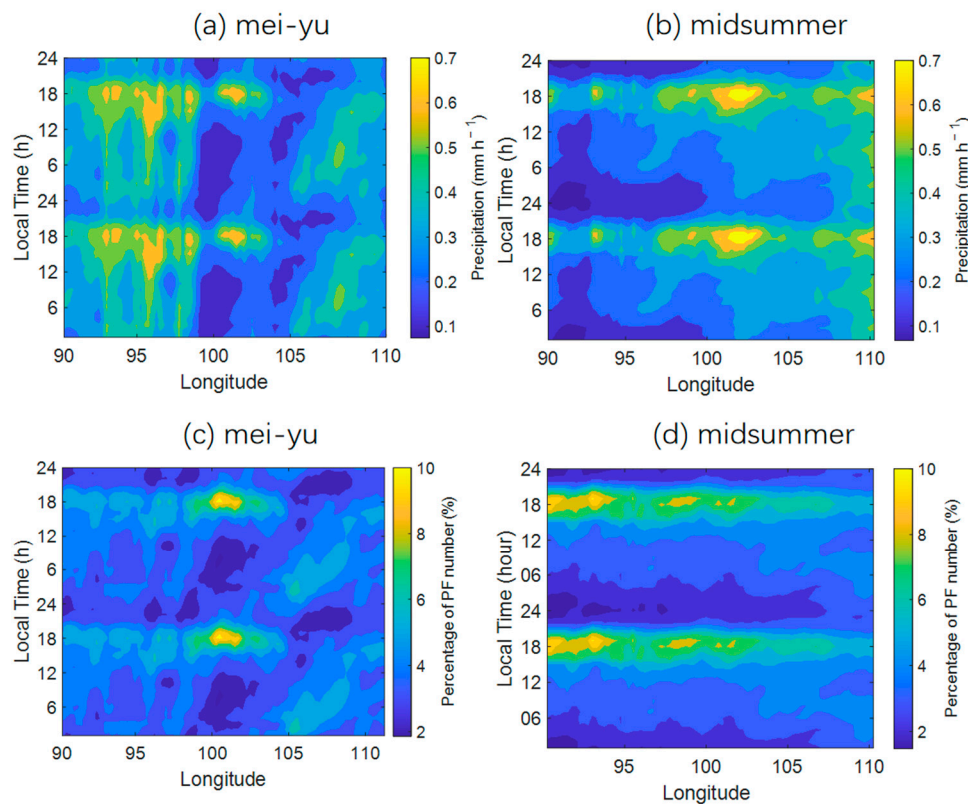 (a) mei-yu
(b) midsummer
24
18
12
6
24
18
12
6
Local Time (h)
90 95 100 105 110
Longitude
0.7
0.6
0.5
0.4
0.3
0.2
0.1
Precipitation (mm h⁻¹)
24
18
12
6
24
18
12
6
Local Time (h)
90 95 100 105 110
Longitude
0.7
0.6
0.5
0.4
0.3
0.2
0.1
Precipitation (mm h⁻¹)
(c) mei-yu
(d) midsummer
24
18
12
6
24
18
12
6
Local Time (h)
90 95 100 105 110
Longitude
10
8
6
4
2
Percentage of PF number (%)
24
18
12
06
24
18
12
06
Local Time (hour)
95 100 105 110
Longitude
10
8
6
4
2
Percentage of PF number (%)